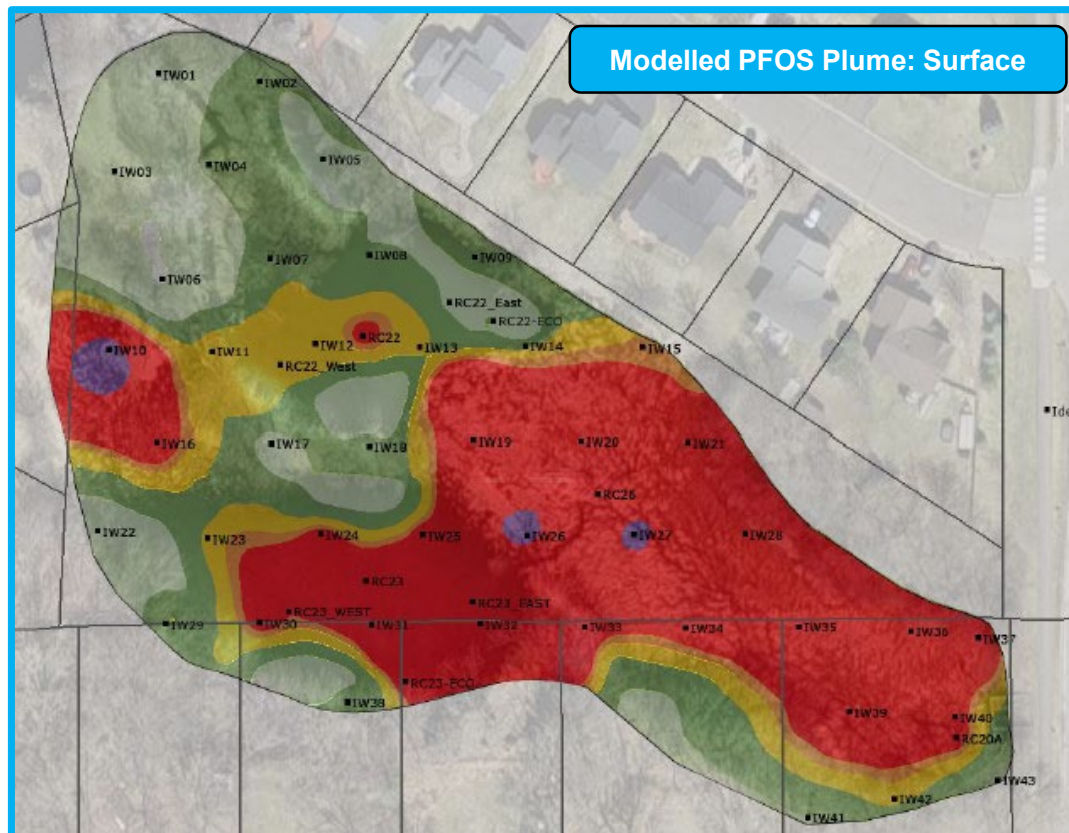 Modelled PFOS Plume: Surface
IW01
IW02
IW03
IW04
IW05
IW06
IW07
IW08
IW09
RC22_East
RC22-ECO
IW10
IW11
IW12
RC22
IW13
IW14
IW15
RC22_West
IW16
IW17
IW18
IW19
IW20
IW21
Ide
RC26
IW22
IW23
IW24
IW25
IW26
IW27
IW28
RC23
RC23_EAST
RC23_WEST
IW29
IW30
IW31
IW32
IW33
IW34
IW35
IW36
IW37
RC23-ECO
IW38
IW09
IW40
RC20A
IW43
IW42
IW41